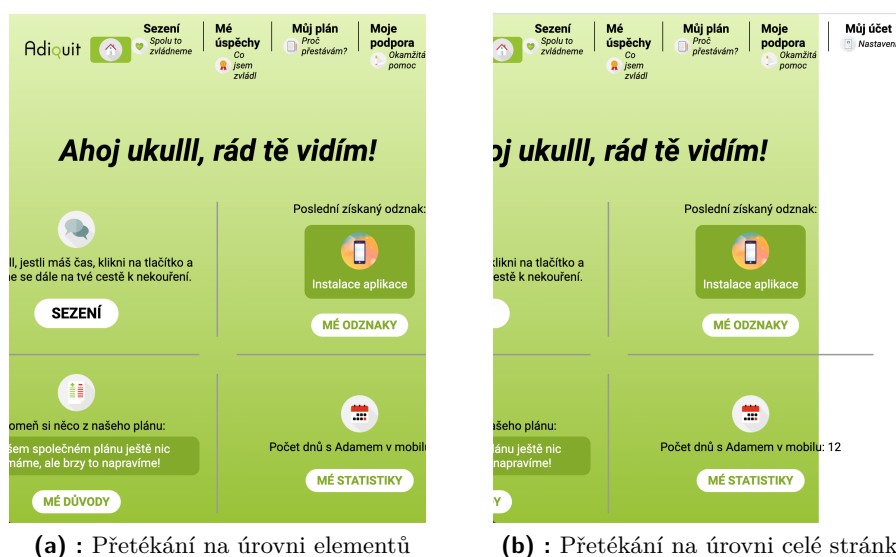 Adiquit
Sezení
Spolu to
zvládneme
Mé
úspěchy
Co
jsem
zvládl
Můj plán
Proč
přestávám?
Moje
podpora
Okamžitá
pomoc
Ahoj ukulll, rád tě vidím!
ll, jestli máš čas, klikni na tlačítko a
e se dále na tvé cestě k nekouření.
SEZENÍ
Poslední získaný odznak:
Instalace aplikace
MÉ ODZNAKY
omeň si něco z našeho plánu:
šem společném plánu ještě nic
máme, ale brzy to napravíme!
MÉ DŮVODY
Počet dnů s Adamem v mobilu
MÉ STATISTIKY
(a) : Přetékání na úrovni elementů
Sezení
Spolu to
zvládneme
Mé
úspěchy
Co
jsem
zvládl
Můj plán
Proč
přestávám?
Moje
podpora
Okamžitá
pomoc
Můj účet
Nastavení
oj ukulll, rád tě vidím!
klikni na tlačítko a
estě k nekouření.
Poslední získaný odznak:
Instalace aplikace
MÉ ODZNAKY
ašeho plánu:
lánu ještě nic
napravíme!
Y
Počet dnů s Adamem v mobilu: 12
MÉ STATISTIKY
(b) : Přetékání na úrovni celé stránk